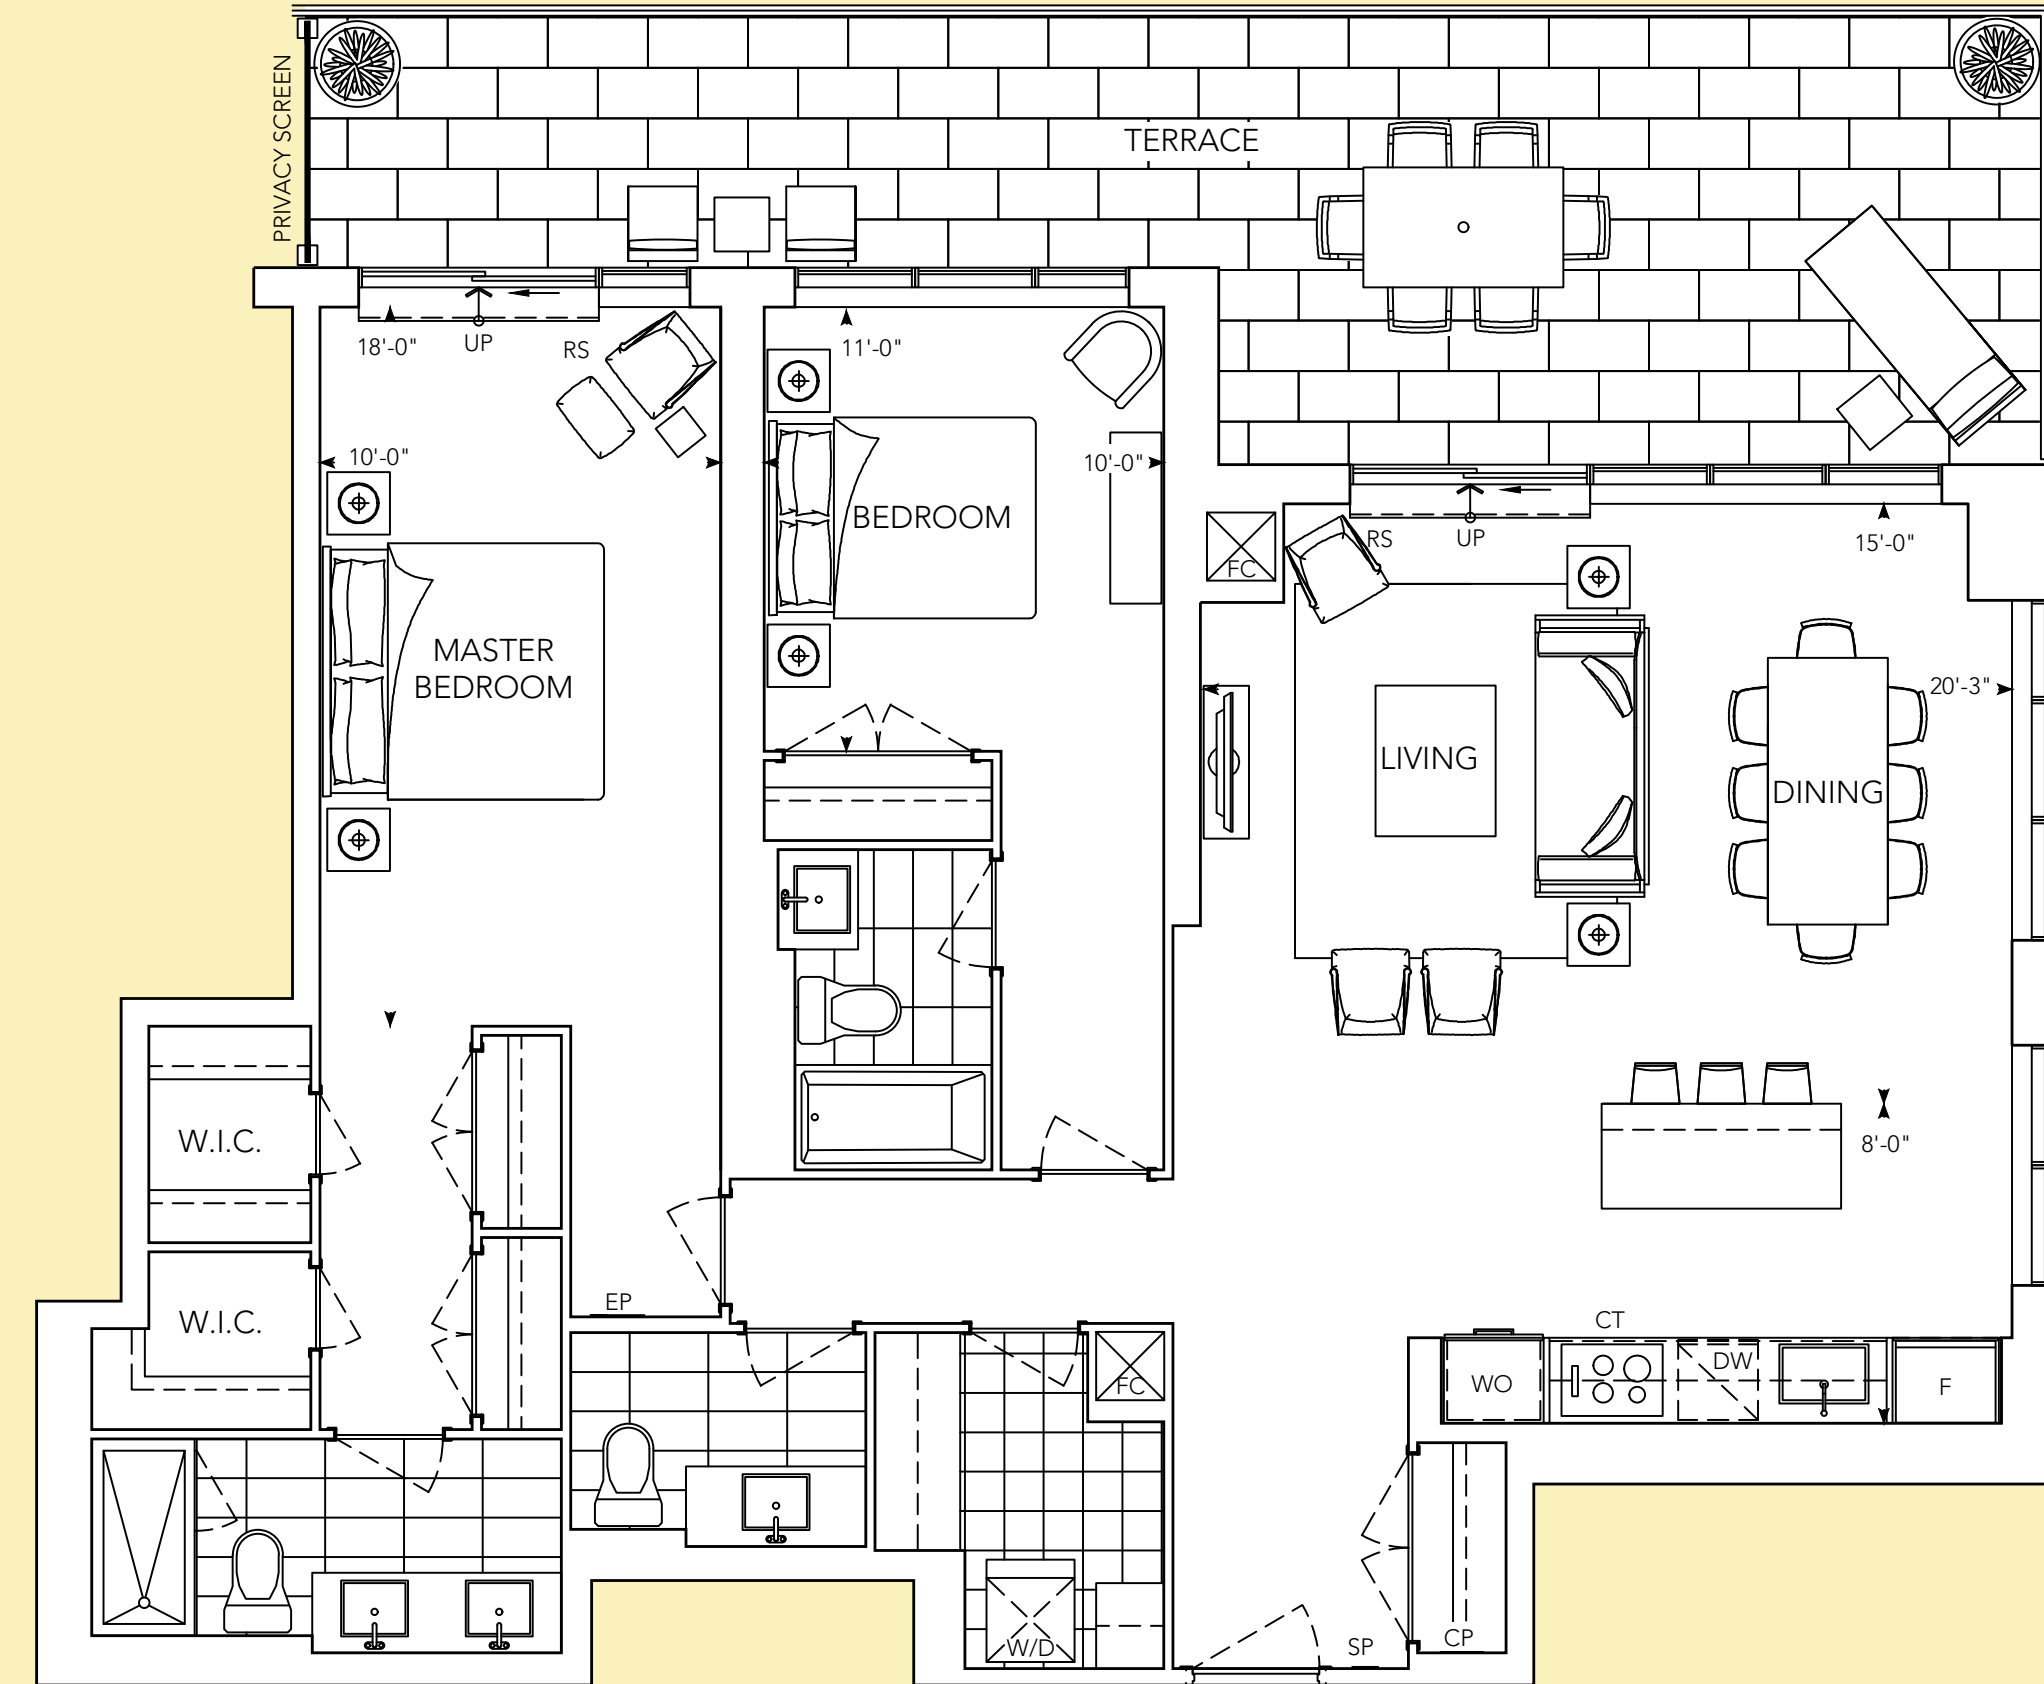 PRIVACY SCREEN
TERRACE
18'-0"
UP
RS
11'-0"
10'-0"
10'-0"
BEDROOM
FC
RS
UP
15'-0"
MASTER
BEDROOM
20'-3"
LIVING
DINING
W.I.C.
8'-0"
W.I.C.
EP
CT
FC
WO
DW
F
W/D
SP
CP